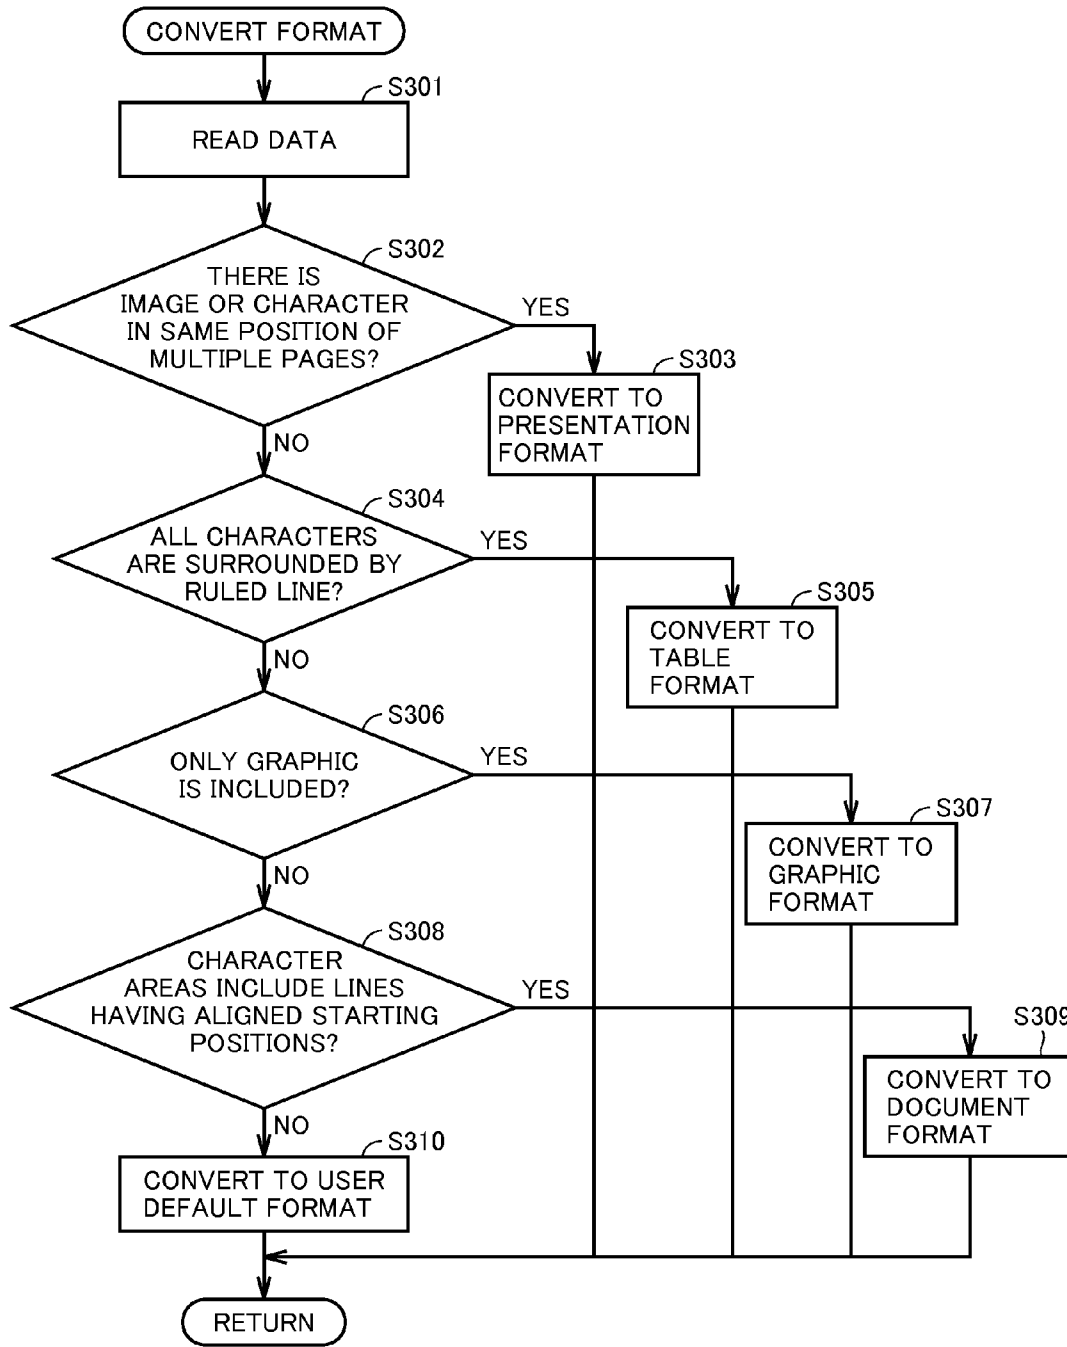 CONVERT FORMAT
S301
READ DATA
S302
THERE IS
IMAGE OR CHARACTER
IN SAME POSITION OF
MULTIPLE PAGES?
YES
S303
CONVERT TO
PRESENTATION
FORMAT
NO
S304
ALL CHARACTERS
ARE SURROUNDED BY
RULED LINE?
YES
S305
CONVERT TO
TABLE
FORMAT
NO
S306
ONLY GRAPHIC
IS INCLUDED?
YES
S307
CONVERT TO
GRAPHIC
FORMAT
NO
S308
CHARACTER
AREAS INCLUDE LINES
HAVING ALIGNED STARTING
POSITIONS?
YES
S309
CONVERT TO
DOCUMENT
FORMAT
NO
S310
CONVERT TO USER
DEFAULT FORMAT
RETURN